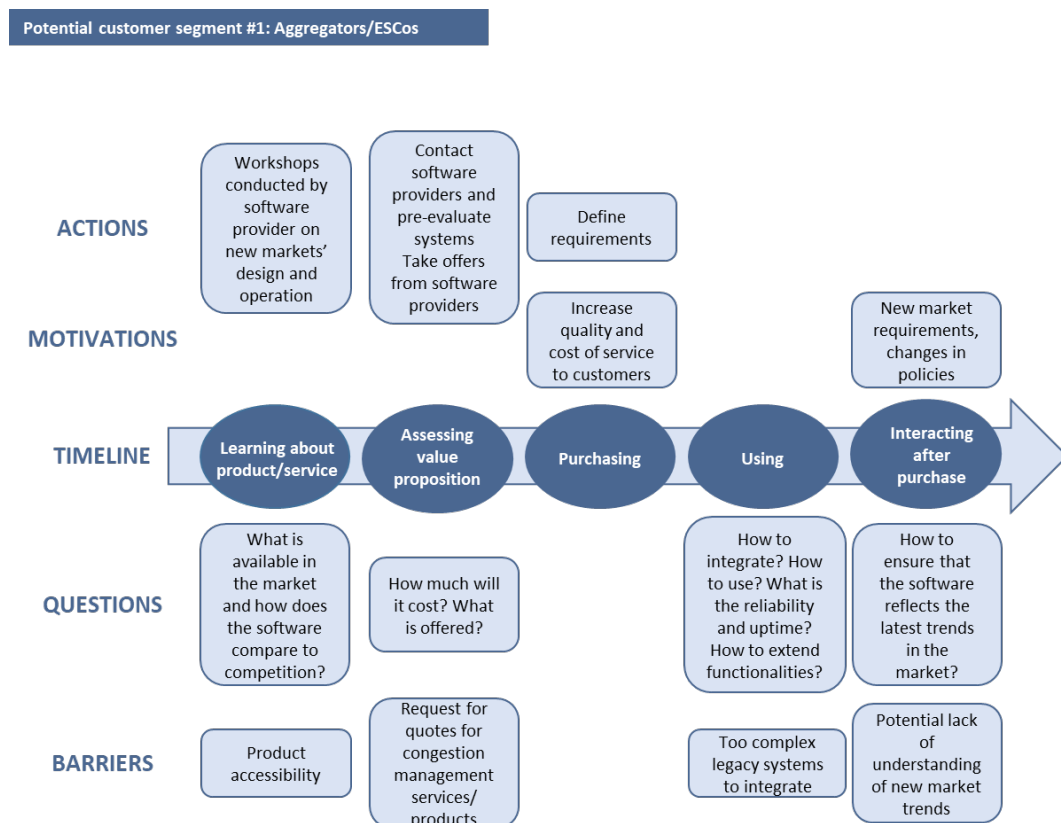 Potential customer segment #1: Aggregators/ESCos
ACTIONS
Workshops
conducted by
software
provider on
new markets’
design and
operation
Contact
software
providers and
pre-evaluate
systems
Take offers
from software
providers
Define
requirements
MOTIVATIONS
Increase
quality and
cost of service
to customers
New market
requirements,
changes in
policies
TIMELINE
Learning about
product/service
Assessing
value
proposition
Purchasing
Using
Interacting
after
purchase
QUESTIONS
What is
available in
the market
and how does
the software
compare to
competition?
How much will
it cost? What
is offered?
How to
integrate? How
to use? What is
the reliability
and uptime?
How to extend
functionalities?
How to
ensure that
the software
reflects the
latest trends
in the
market?
BARRIERS
Product
accessibility
Request for
quotes for
congestion
management
services/
products
Too complex
legacy systems
to integrate
Potential lack
of
understanding
of new market
trends